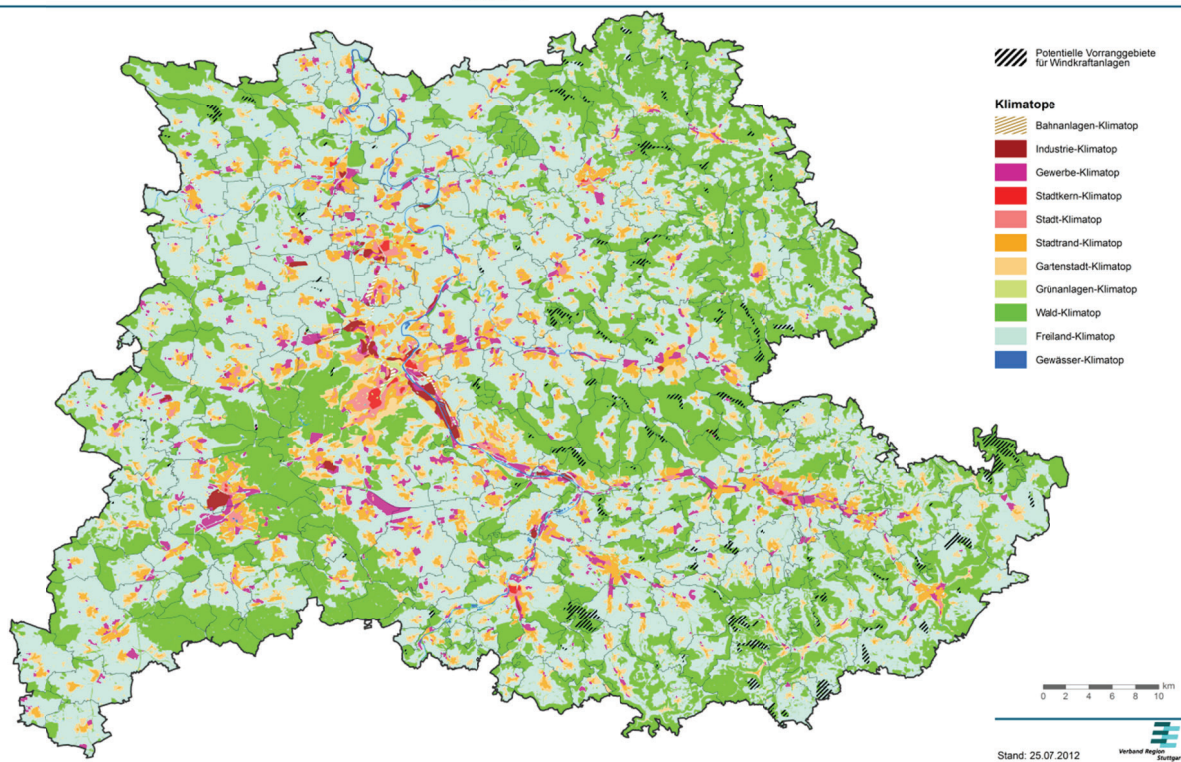 Potentielle Vorranggebiete
für Windkraftanlagen
Klimatope
Bahnanlagen-Klimatop
Industrie-Klimatop
Gewerbe-Klimatop
Stadtkern-Klimatop
Stadt-Klimatop
Stadtrand-Klimatop
Gartenstadt-Klimatop
Grünanlagen-Klimatop
Wald-Klimatop
Freiland-Klimatop
Gewässer-Klimatop
km
0 2 4 6 8 10
Stand: 25.07.2012
Verband Region
Stuttgart